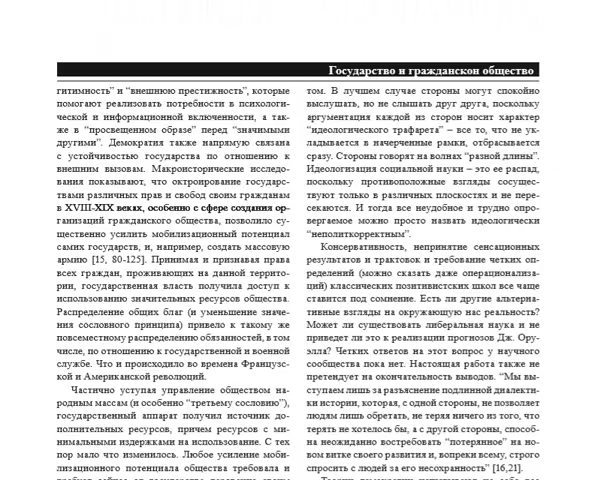 Государство и гражданскон общество
гитимность” и “внешнюю престижность”, которые
помогают реализовать потребности в психологи-
ческой и информационной включенности, а так-
же в “просвещенном образе” перед “значимыми
другими”. Демократия также напрямую связана
с устойчивостью государства по отношению к
внешним вызовам. Макроисторические исследо-
вания показывают, что октроирование государс-
твами различных прав и свобод своим гражданам
в XVIII-XIX веках, особенно с сфере создания ор-
ганизаций гражданского общества, позволило су-
щественно усилить мобилизационный потенциал
самих государств, и, например, создать массовую
армию [15, 80-125]. Принимая и признавая права
всех граждан, проживающих на данной террито-
рии, государственная власть получила доступ к
использованию значительных ресурсов общества.
Распределение общих благ (и уменьшение значе-
ния сословного принципа) привело к такому же
повсеместному распределению обязанностей, в том
числе, по отношению к государственной и военной
службе. Что и происходило во времена Французс-
кой и Американской революций.
Частично уступая управление обществом на-
родным массам (и особенно “третьему сословию”),
государственный аппарат получил источник до-
полнительных ресурсов, причем ресурсов с ми-
нимальными издержками на использование. С тех
пор мало что изменилось. Любое усиление моби-
лизационного потенциала общества требовала и
том. В лучшем случае стороны могут спокойно
выслушать, но не слышать друг друга, поскольку
аргументация каждой из сторон носит характер
“идеологического трафарета” – все то, что не ук-
ладывается в начерченные рамки, отбрасывается
сразу. Стороны говорят на волнах “разной длины”.
Идеологизация социальной науки – это ее распад,
поскольку противоположные взгляды сосущес-
твуют только в различных плоскостях и не пере-
секаются. И тогда все неудобное и трудно опро-
вергаемое можно просто назвать идеологически
“неполиткорректным”.
Консервативность, непринятие сенсационных
результатов и трактовок и требование четких оп-
ределений (можно сказать даже операционализа-
ций) классических позитивистских школ все чаще
ставится под сомнение. Есть ли другие альтерна-
тивные взгляды на окружающую нас реальность?
Может ли существовать либеральная наука и не
приведет ли это к реализации прогнозов Дж. Ору-
элла? Четких ответов на этот вопрос у научного
сообщества пока нет. Настоящая работа также не
претендует на окончательность выводов. “Мы вы-
ступаем лишь за разъяснение подлинной диалекти-
ки истории, которая, с одной стороны, не позволяет
людям лишь обретать, не теряя ничего из того, что
терять не хотелось бы, а с другой стороны, способ-
на неожиданно востребовать “потерянное” на но-
вом витке своего развития и, вопреки всему, строго
спросить с людей за его несохранность” [16,21].